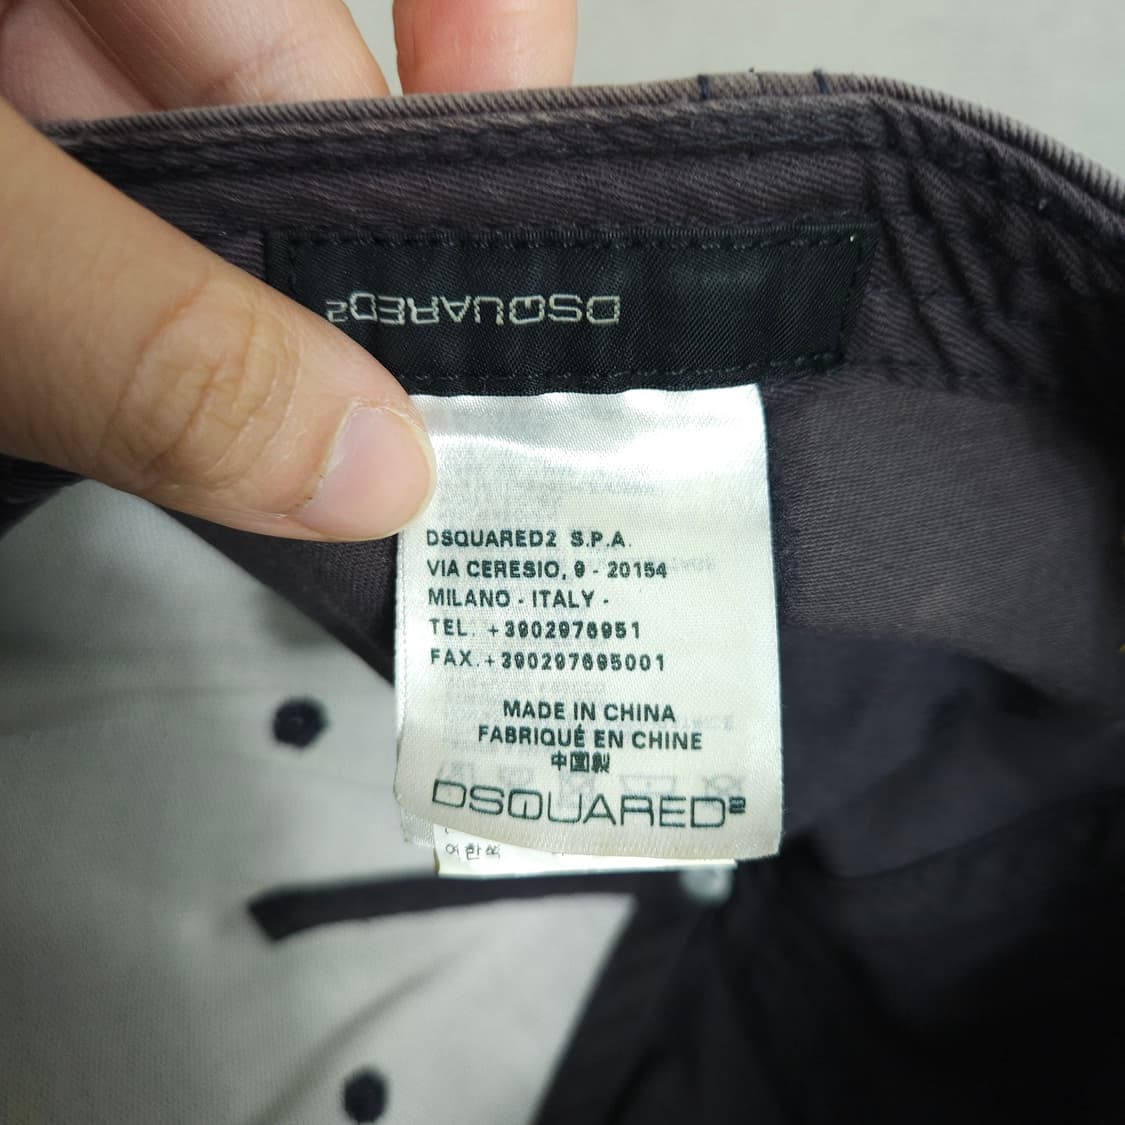 DSQUARED2
DSQUARED2 S.P.A.
VIA CERESIO, 9 - 20154
MILANO - ITALY -
TEL. +3902976951
FAX.+390297695001
MADE IN CHINA
FABRIQUÉ EN CHINE
中国製
DSQUARED2